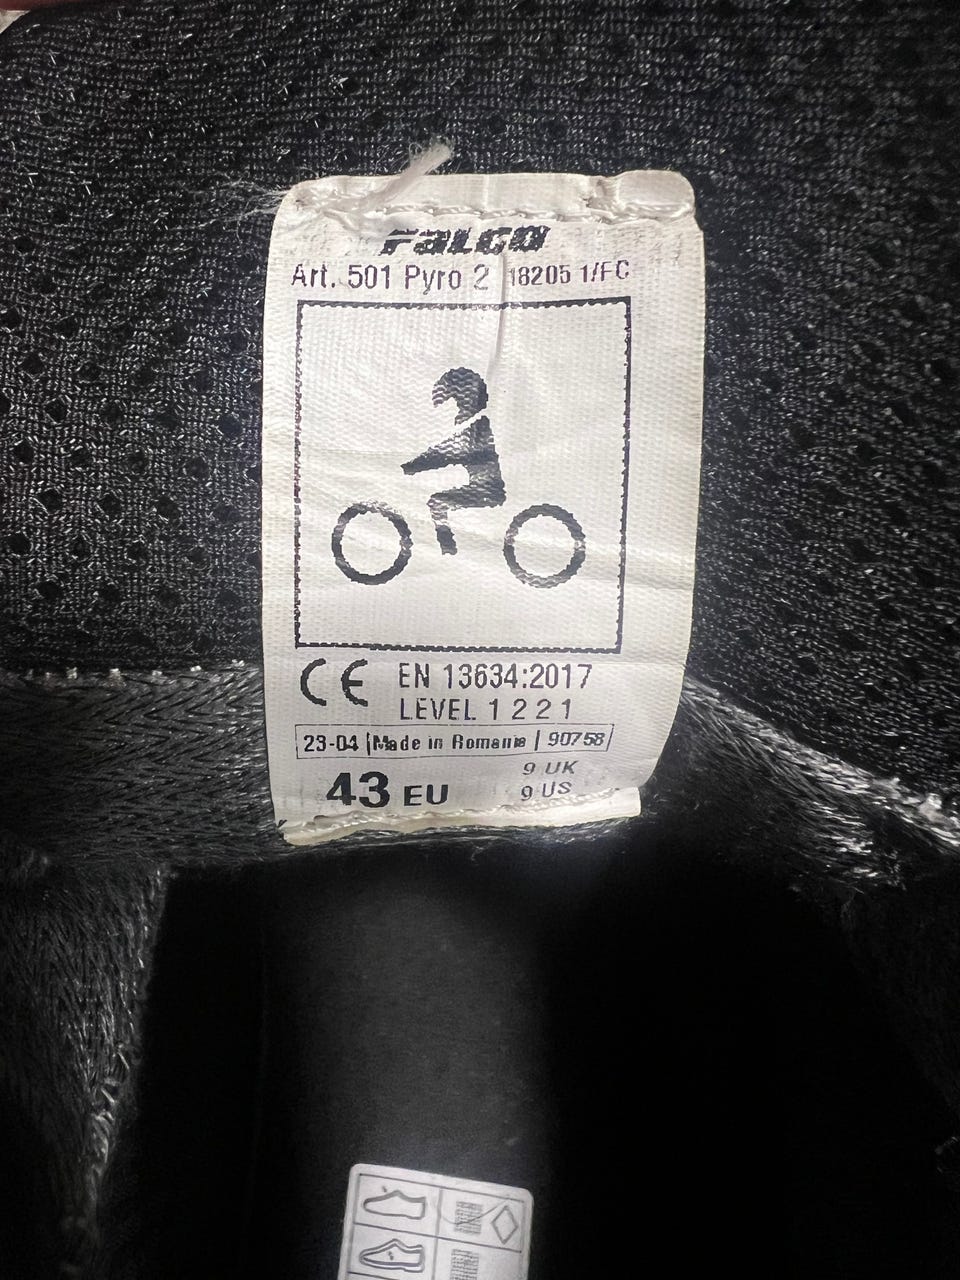 FALCO
Art. 501 Pyro 2 18205 1/FC
CE EN 13634:2017
LEVEL 1 2 2 1
23-04 | Made in Romania | 90758
43 EU 9 UK
9 US